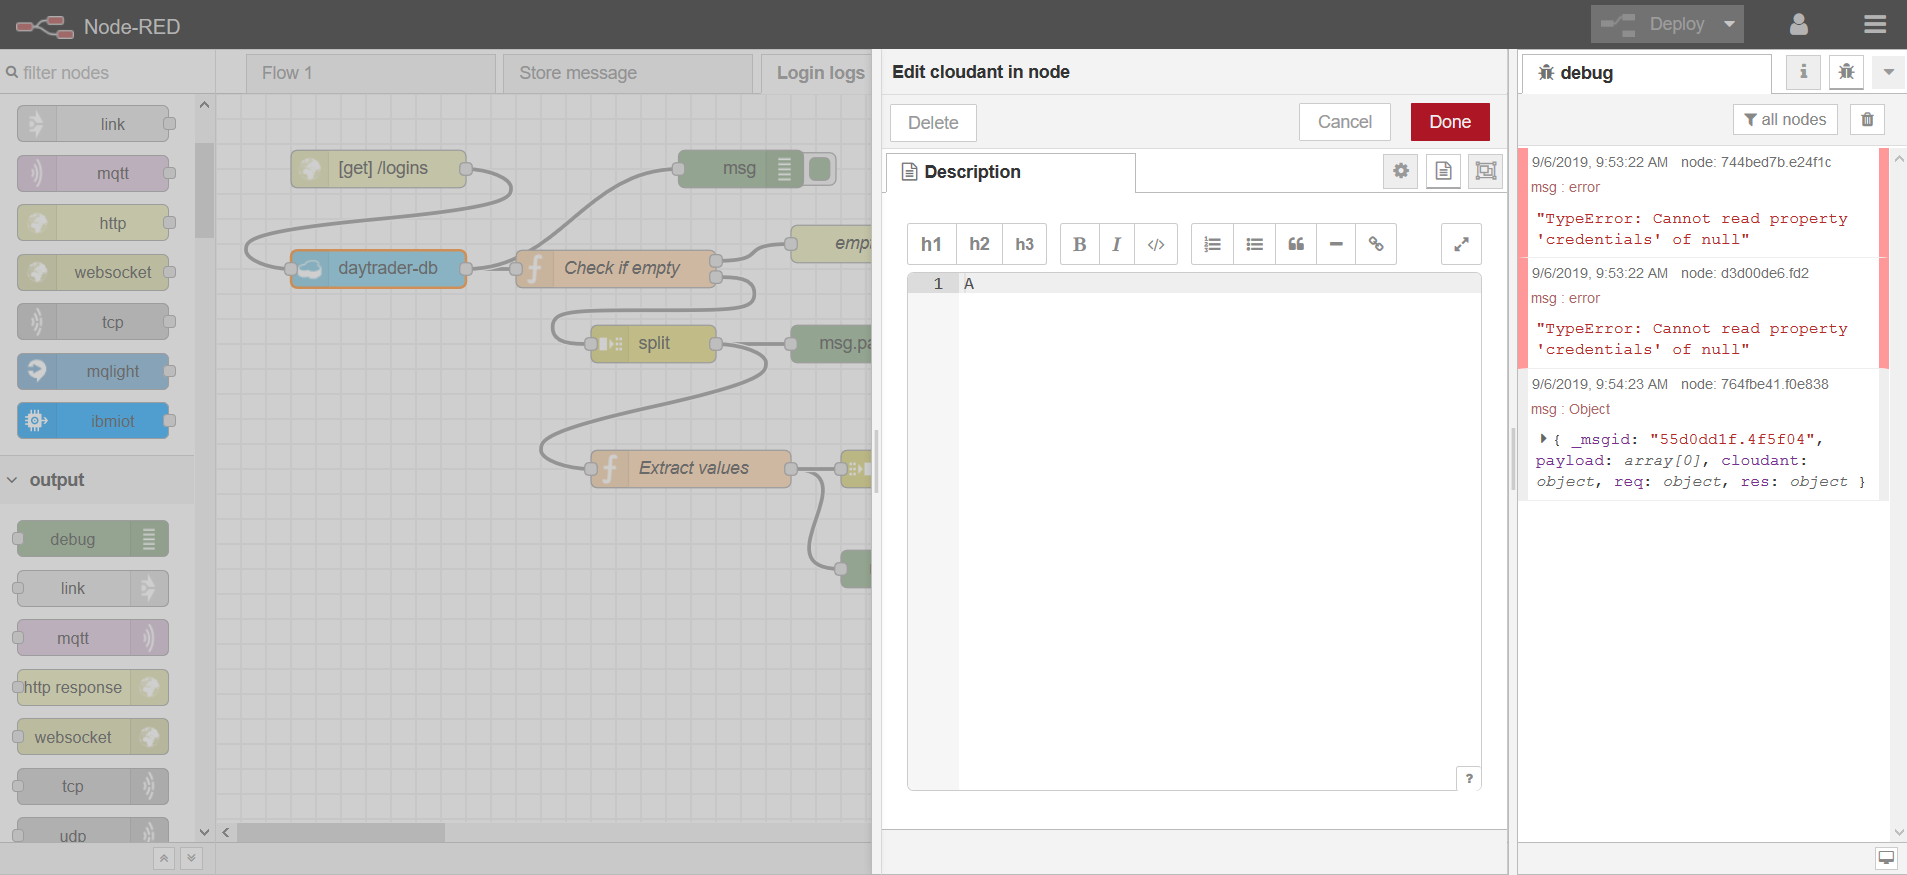 Node-RED
Deploy
filter nodes
Flow 1
Store message
Login logs
link
mqtt
http
websocket
tcp
mqlight
ibmiot
output
debug
link
mqtt
http response
websocket
tcp
udp
[get] /logins
msg
daytrader-db
Check if empty
emp
split
msg.pa
Extract values
Edit cloudant in node
Delete
Cancel
Done
Description
h1 h2 h3 B I </>
1 A
?
debug
i
all nodes
9/6/2019, 9:53:22 AM node: 744bed7b.e24f1c
msg : error
"TypeError: Cannot read property
'credentials' of null"
9/6/2019, 9:53:22 AM node: d3d00de6.fd2
msg : error
"TypeError: Cannot read property
'credentials' of null"
9/6/2019, 9:54:23 AM node: 764fbe41.f0e838
msg : Object
{ _msgid: "55d0dd1f.4f5f04",
payload: array[0], cloudant:
object, req: object, res: object }